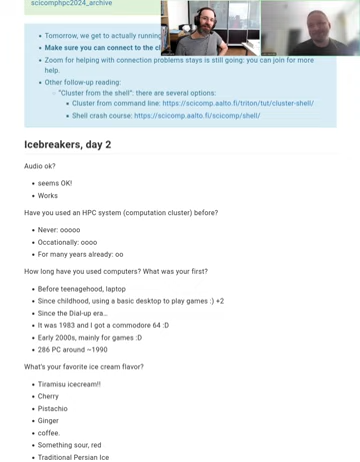 scicomphpc2024_archive
Tomorrow, we get to actually running
Make sure you can connect to the cl
Zoom for helping with connection problems stays is still going: you can join for more
help.
Other follow-up reading:
"Cluster from the shell": there are several options:
Cluster from command line: https://scicomp.aalto.fi/triton/tut/cluster-shell/
Shell crash course: https://scicomp.aalto.fi/scicomp/shell/
Icebreakers, day 2
Audio ok?
seems OK!
Works
Have you used an HPC system (computation cluster) before?
Never: ooooo
Occationally: oooo
For many years already: oo
How long have you used computers? What was your first?
Before teenagehood, laptop
Since childhood, using a basic desktop to play games :) +2
Since the Dial-up era…
It was 1983 and I got a commodore 64 :D
Early 2000s, mainly for games :D
286 PC around ~1990
What's your favorite ice cream flavor?
Tiramisu icecream!!
Cherry
Pistachio
Ginger
coffee.
Something sour, red
Traditional Persian Ice